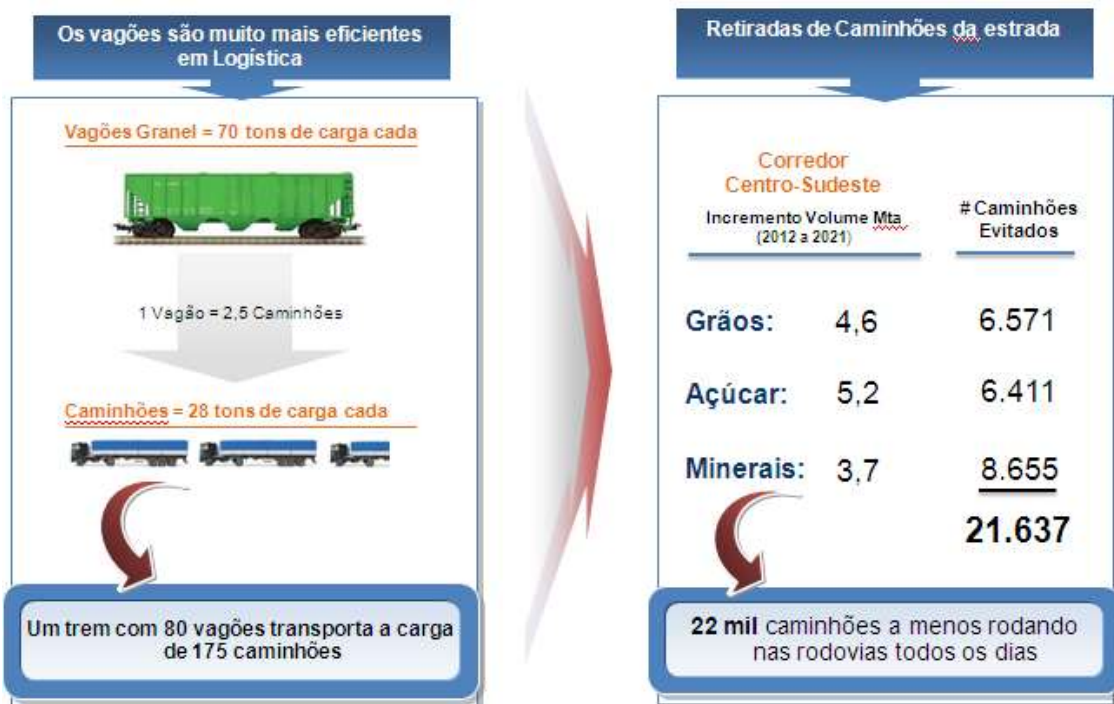 Os vagões são muito mais eficientes
em Logística
Vagões Granel = 70 tons de carga cada
1 Vagão = 2,5 Caminhões
Caminhões = 28 tons de carga cada
Um trem com 80 vagões transporta a carga
de 175 caminhões
Retiradas de Caminhões da estrada
Corredor
Centro-Sudeste
Incremento Volume Mta
(2012 a 2021)
# Caminhões
Evitados
Grãos: 4,6 6.571
Açúcar: 5,2 6.411
Minerais: 3,7 8.655
21.637
22 mil caminhões a menos rodando
nas rodovias todos os dias